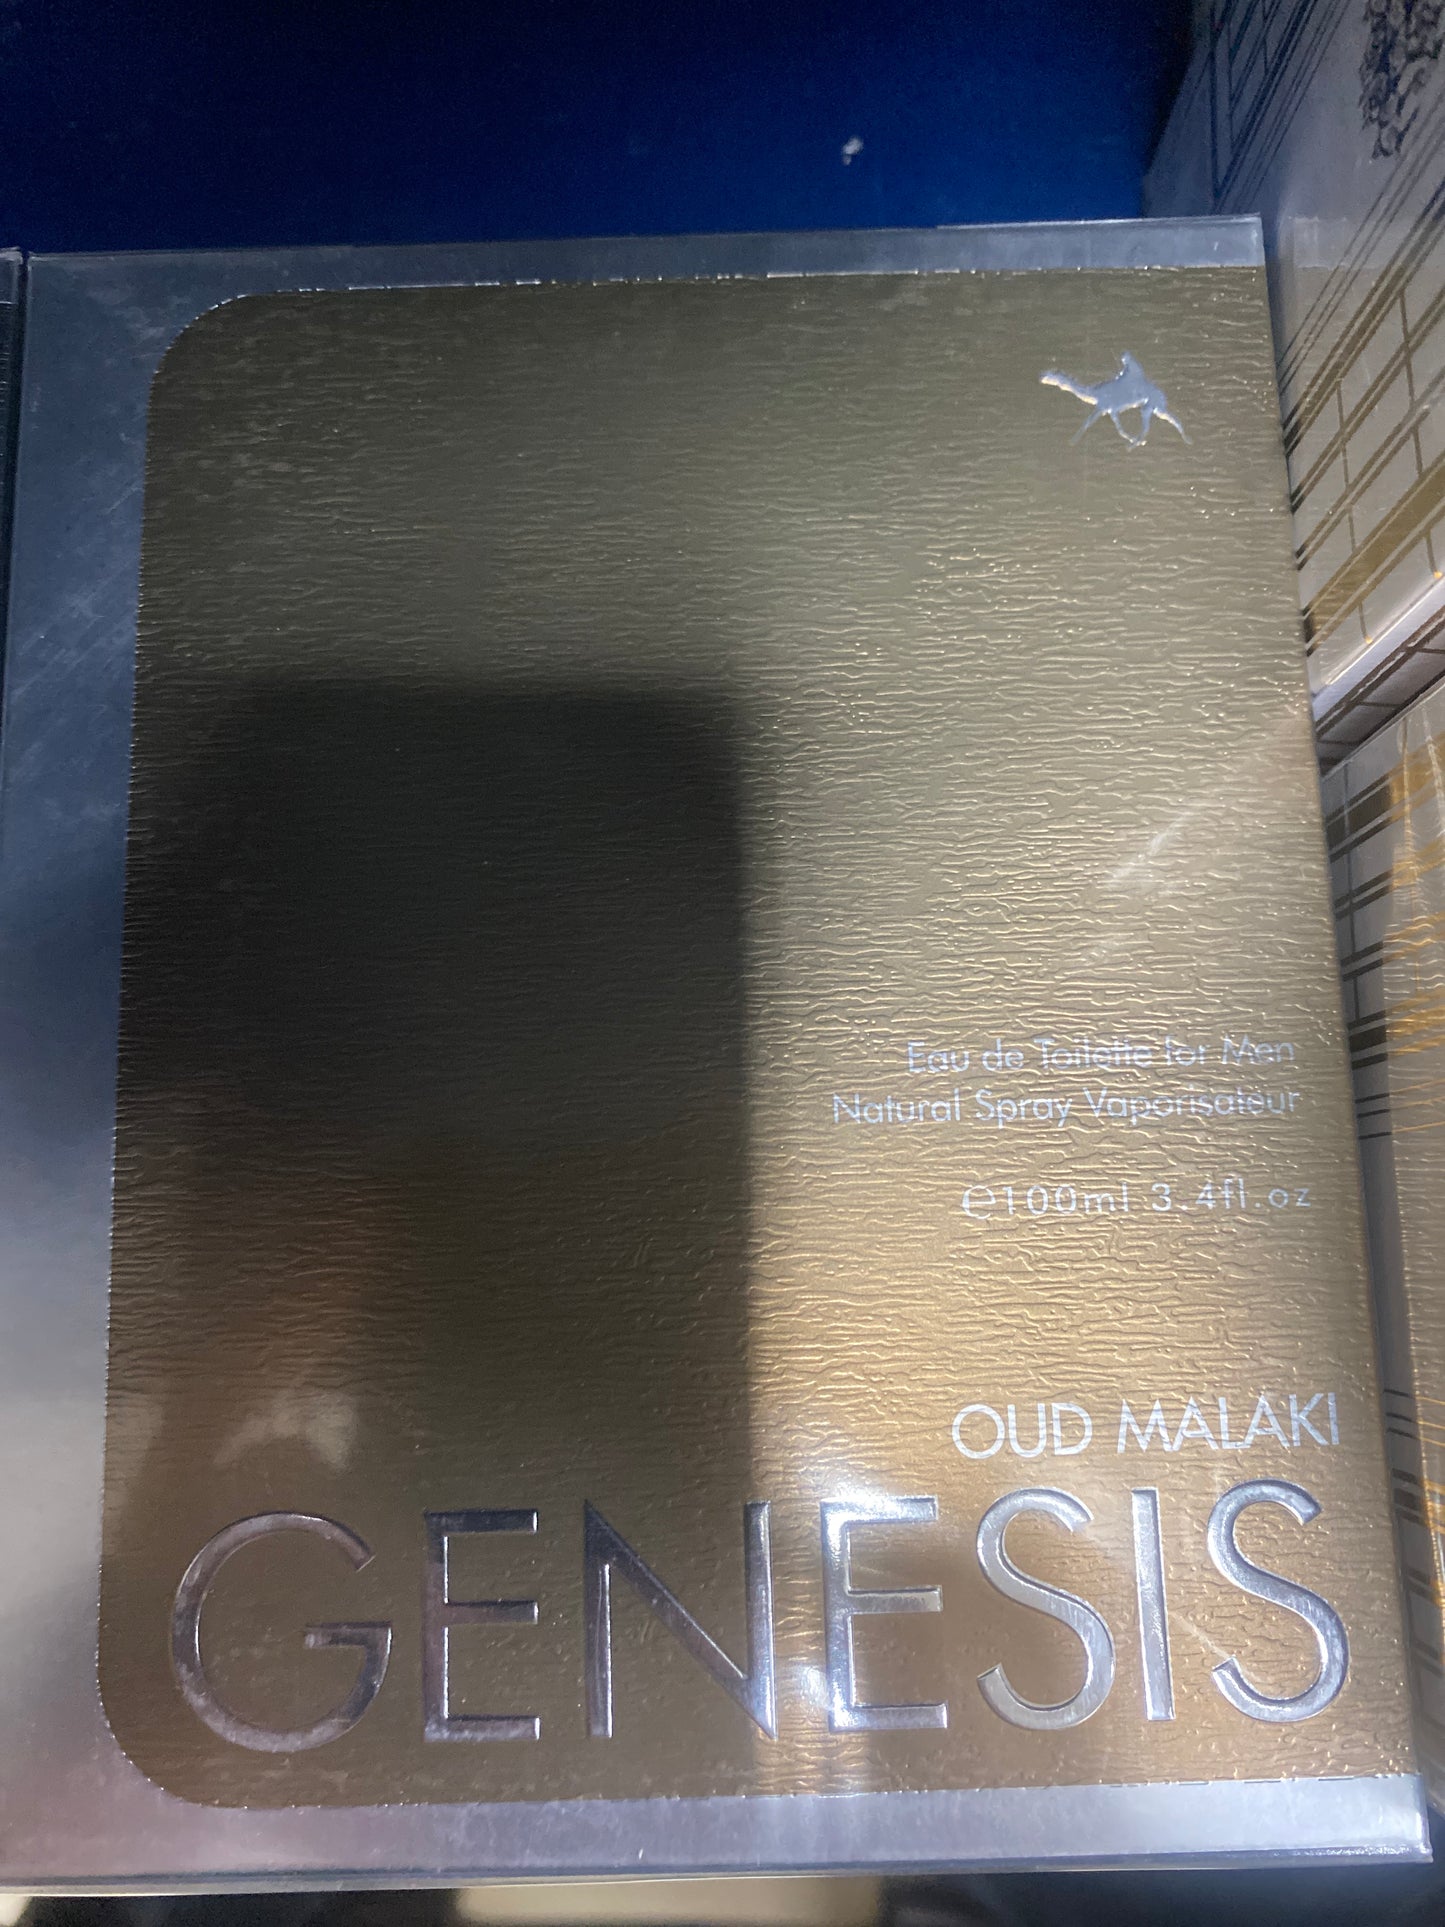 Eau de Toilette for Men
Natural Spray Vaporisateur
℮100ml 3.4fl.oz
OUD MALAKI
GENESIS